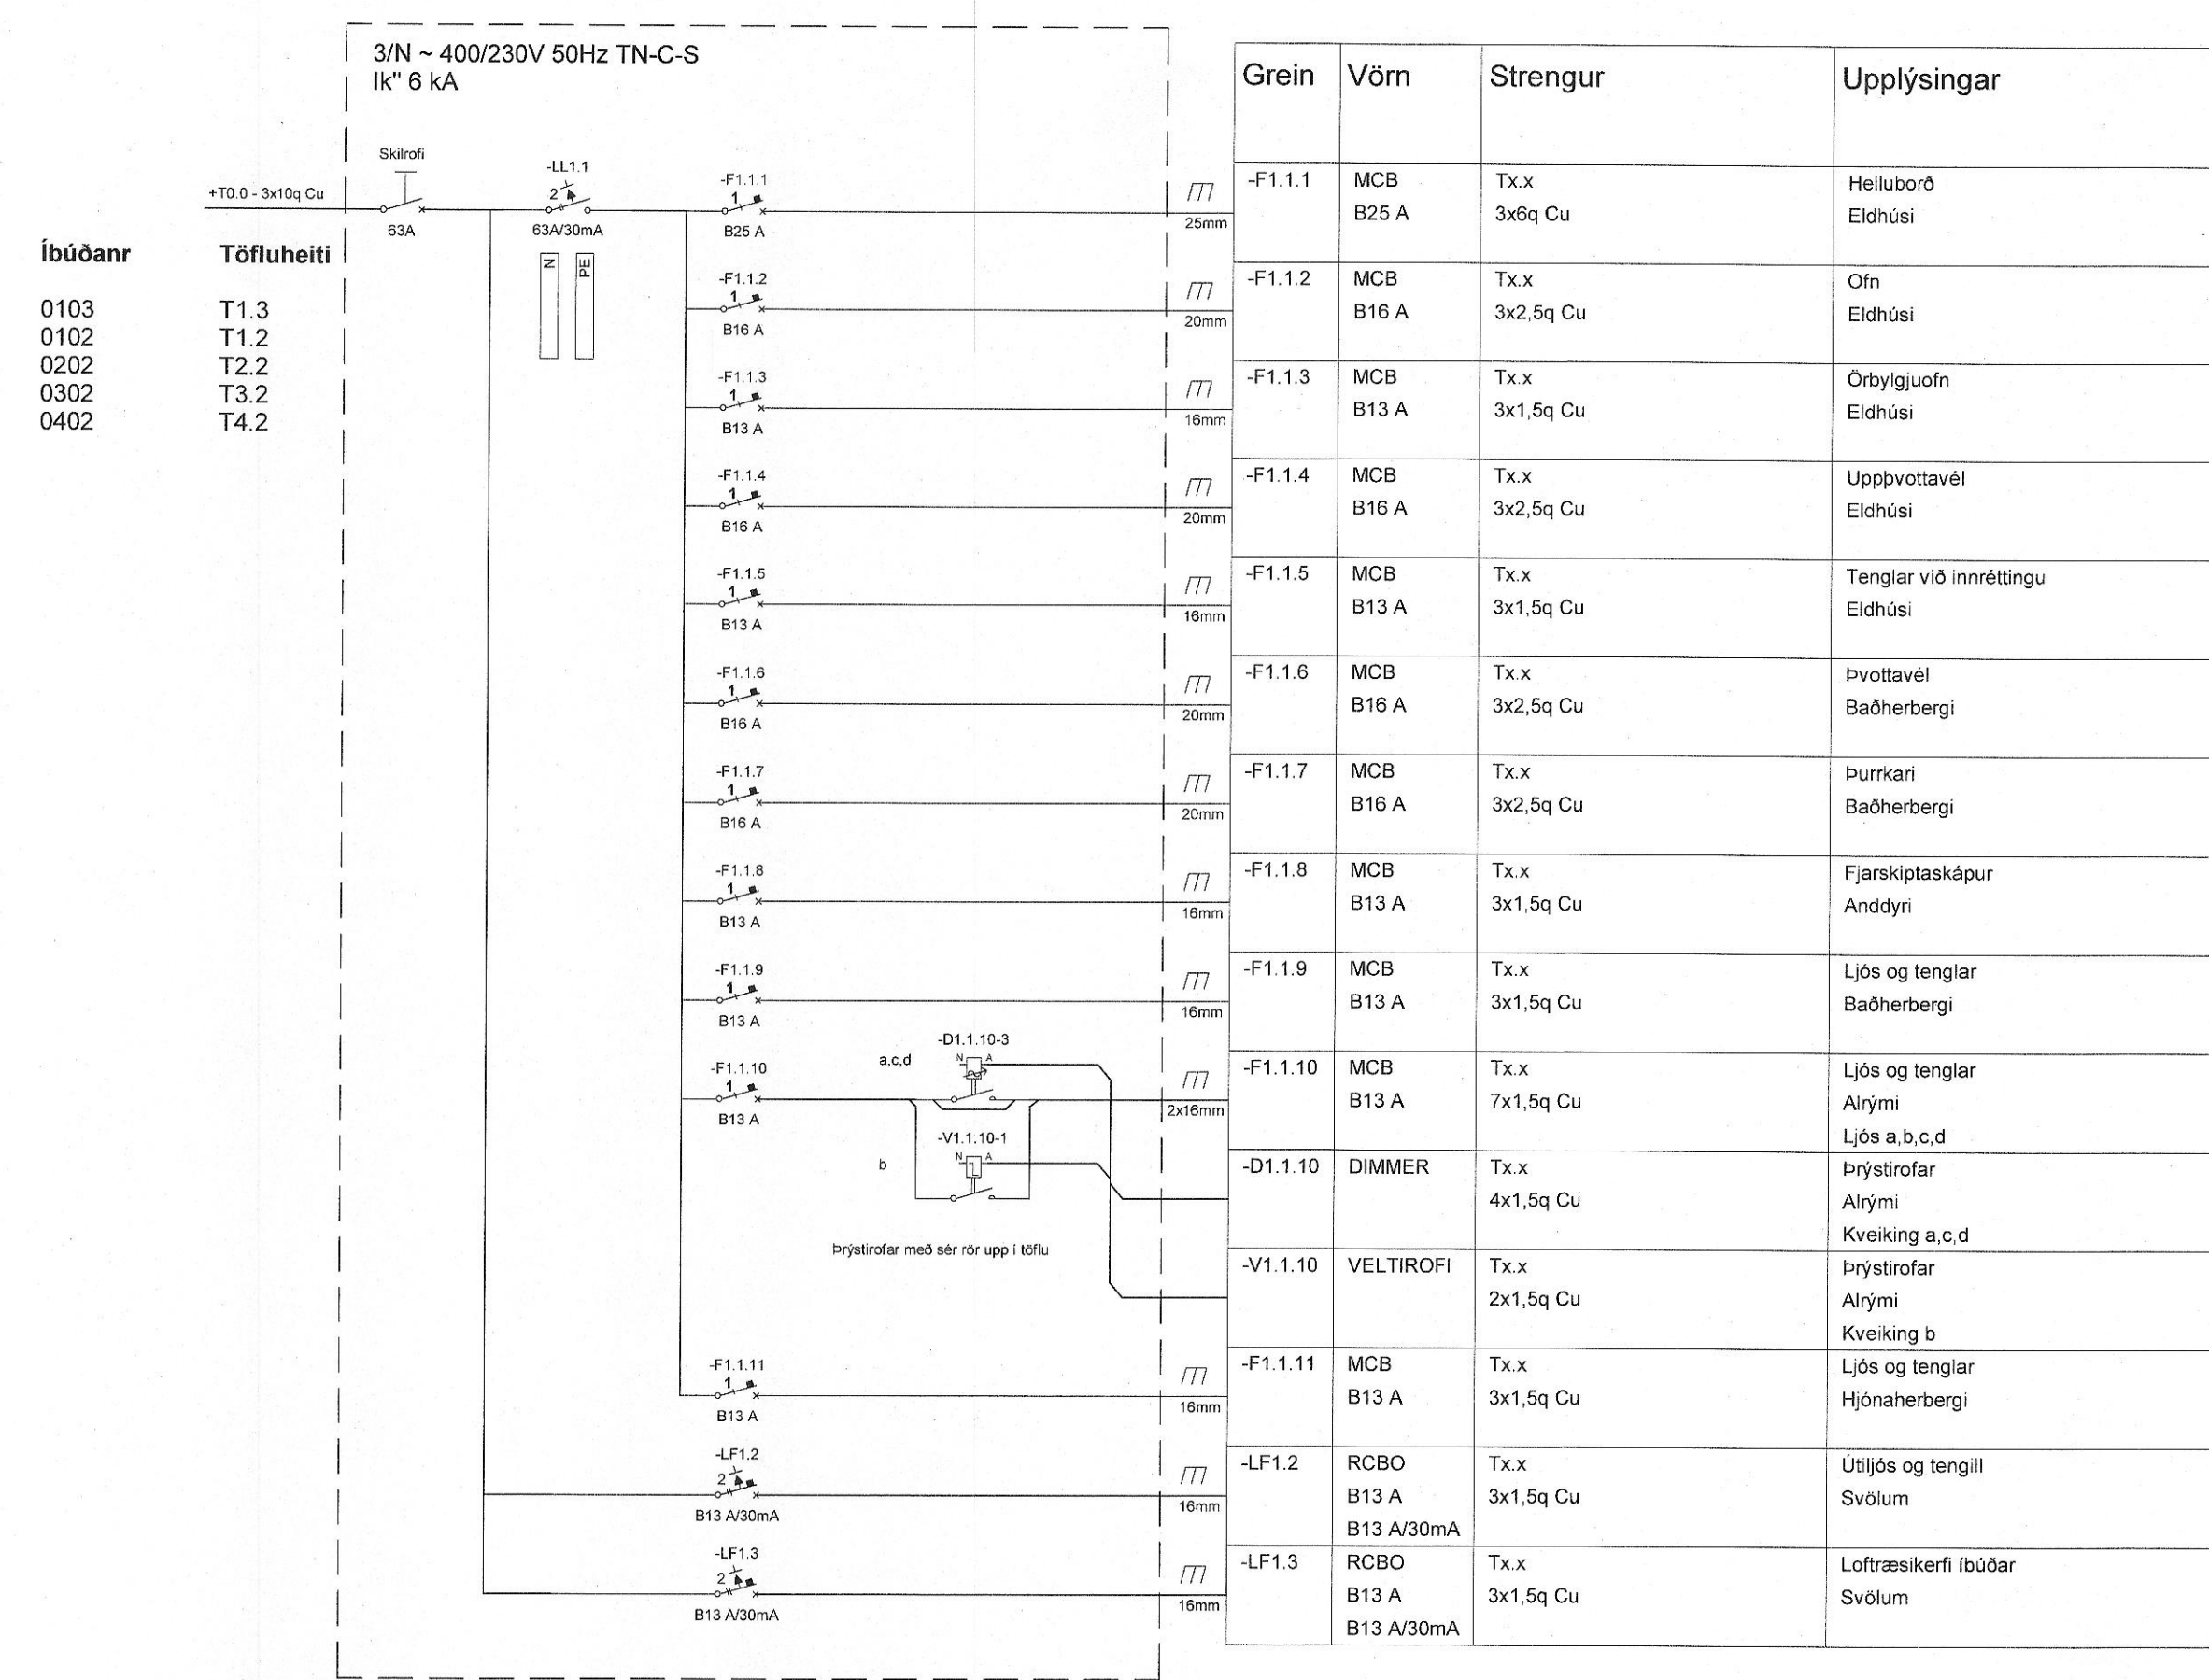 3/N ~ 400/230V 50Hz TN-C-S
Ik" 6 kA
Skilrofi
+T0.0 - 3x10q Cu
63A
-LL1.1
2
63A/30mA
N
PE
Íbúðanr Töfluheiti
0103 T1.3
0102 T1.2
0202 T2.2
0302 T3.2
0402 T4.2
-F1.1.1
1
B25 A
25mm
-F1.1.2
1
B16 A
20mm
-F1.1.3
1
B13 A
16mm
-F1.1.4
1
B16 A
20mm
-F1.1.5
1
B13 A
16mm
-F1.1.6
1
B16 A
20mm
-F1.1.7
1
B16 A
20mm
-F1.1.8
1
B13 A
16mm
-F1.1.9
1
B13 A
16mm
-F1.1.10
1
B13 A
a,c,d
-D1.1.10-3
N A
2x16mm
-V1.1.10-1
b
N A
Þrýstirofar með sér rör upp í töflu
-F1.1.11
1
B13 A
16mm
-LF1.2
2
B13 A/30mA
16mm
-LF1.3
2
B13 A/30mA
16mm
Grein Vörn Strengur Upplýsingar
-F1.1.1 MCB Tx.x Helluborð
B25 A 3x6q Cu Eldhúsi
-F1.1.2 MCB Tx.x Ofn
B16 A 3x2,5q Cu Eldhúsi
-F1.1.3 MCB Tx.x Örbylgjuofn
B13 A 3x1,5q Cu Eldhúsi
-F1.1.4 MCB Tx.x Uppþvottavél
B16 A 3x2,5q Cu Eldhúsi
-F1.1.5 MCB Tx.x Tenglar við innréttingu
B13 A 3x1,5q Cu Eldhúsi
-F1.1.6 MCB Tx.x Þvottavél
B16 A 3x2,5q Cu Baðherbergi
-F1.1.7 MCB Tx.x Þurrkari
B16 A 3x2,5q Cu Baðherbergi
-F1.1.8 MCB Tx.x Fjarskiptaskápur
B13 A 3x1,5q Cu Anddyri
-F1.1.9 MCB Tx.x Ljós og tenglar
B13 A 3x1,5q Cu Baðherbergi
-F1.1.10 MCB Tx.x Ljós og tenglar
B13 A 7x1,5q Cu Alrými
Ljós a,b,c,d
-D1.1.10 DIMMER Tx.x Þrýstirofar
4x1,5q Cu Alrými
Kveiking a,c,d
-V1.1.10 VELTIROFI Tx.x Þrýstirofar
2x1,5q Cu Alrými
Kveiking b
-F1.1.11 MCB Tx.x Ljós og tenglar
B13 A 3x1,5q Cu Hjónaherbergi
-LF1.2 RCBO Tx.x Útiljós og tengill
B13 A 3x1,5q Cu Svölum
B13 A/30mA
-LF1.3 RCBO Tx.x Loftræsikerfi íbúðar
B13 A 3x1,5q Cu Svölum
B13 A/30mA